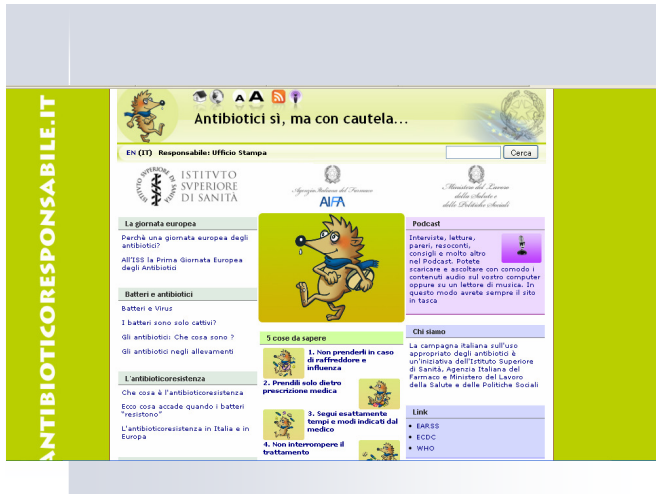 ANTIBIOTICORESPONSABILE.IT
A A
Antibiotici sì, ma con cautela...
EN (IT) Responsabile: Ufficio Stampa
Cerca
ISTITVTO
SVPERIORE
DI SANITÀ
ISTITVTO SVPERIORE DI SANITÀ
Agenzia Italiana del Farmaco
AIFA
Ministero del Lavoro
della Salute e
delle Politiche Sociali
La giornata europea
Perchè una giornata europea degli
antibiotici?
All'ISS la Prima Giornata Europea
degli Antibiotici
Batteri e antibiotici
Batteri e Virus
I batteri sono solo cattivi?
Gli antibiotici: Che cosa sono ?
Gli antibiotici negli allevamenti
L'antibioticoresistenza
Che cosa è l'antibioticoresistenza
Ecco cosa accade quando i batteri
"resistono"
L'antibioticoresistenza in Italia e in
Europa
5 cose da sapere
1. Non prenderli in caso
di raffreddore e
influenza
2. Prendili solo dietro
prescrizione medica
3. Segui esattamente
tempi e modi indicati dal
medico
4. Non interrompere il
trattamento
Podcast
Interviste, letture,
pareri, resoconti,
consigli e molto altro
nel Podcast. Potete
scaricare e ascoltare con comodo i
contenuti audio sul vostro computer
oppure su un lettore di musica. In
questo modo avrete sempre il sito
in tasca
Chi siamo
La campagna italiana sull'uso
appropriato degli antibiotici è
un'iniziativa dell'Istituto Superiore
di Sanità, Agenzia Italiana del
Farmaco e Ministero del Lavoro
della Salute e delle Politiche Sociali
Link
EARSS
ECDC
WHO